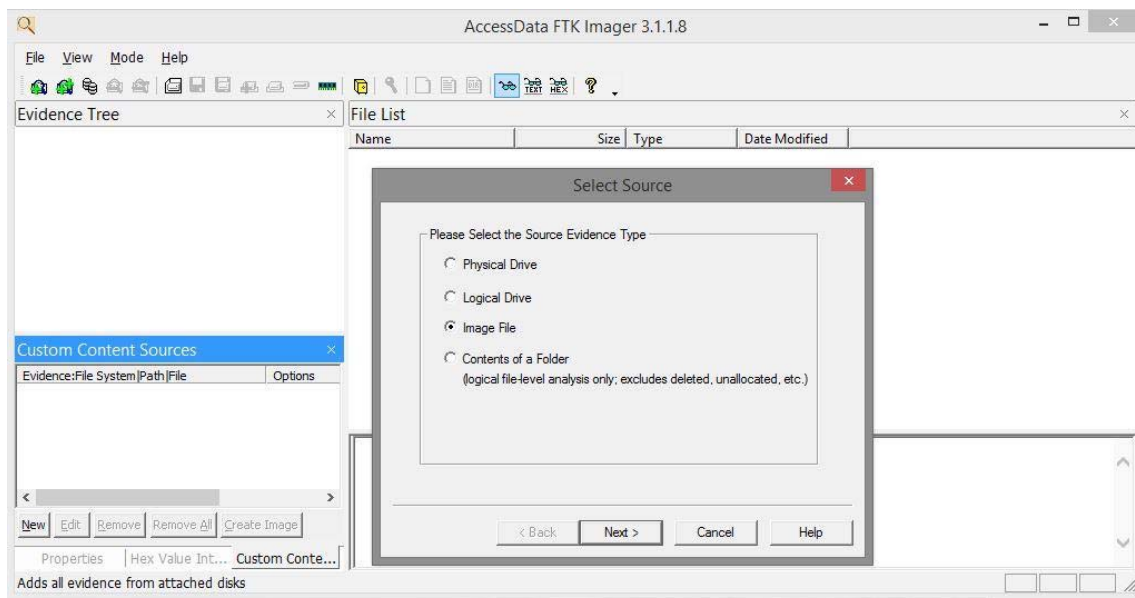 AccessData FTK Imager 3.1.1.8
File View Mode Help
TEXT HEX ?
Evidence Tree
File List
Name Size Type Date Modified
Select Source
Please Select the Source Evidence Type
Physical Drive
Logical Drive
Image File
Contents of a Folder
(logical file-level analysis only; excludes deleted, unallocated, etc.)
Custom Content Sources
Evidence:File System|Path|File Options
New Edit Remove Remove All Create Image
< Back Next > Cancel Help
Properties Hex Value Int... Custom Conte...
Adds all evidence from attached disks